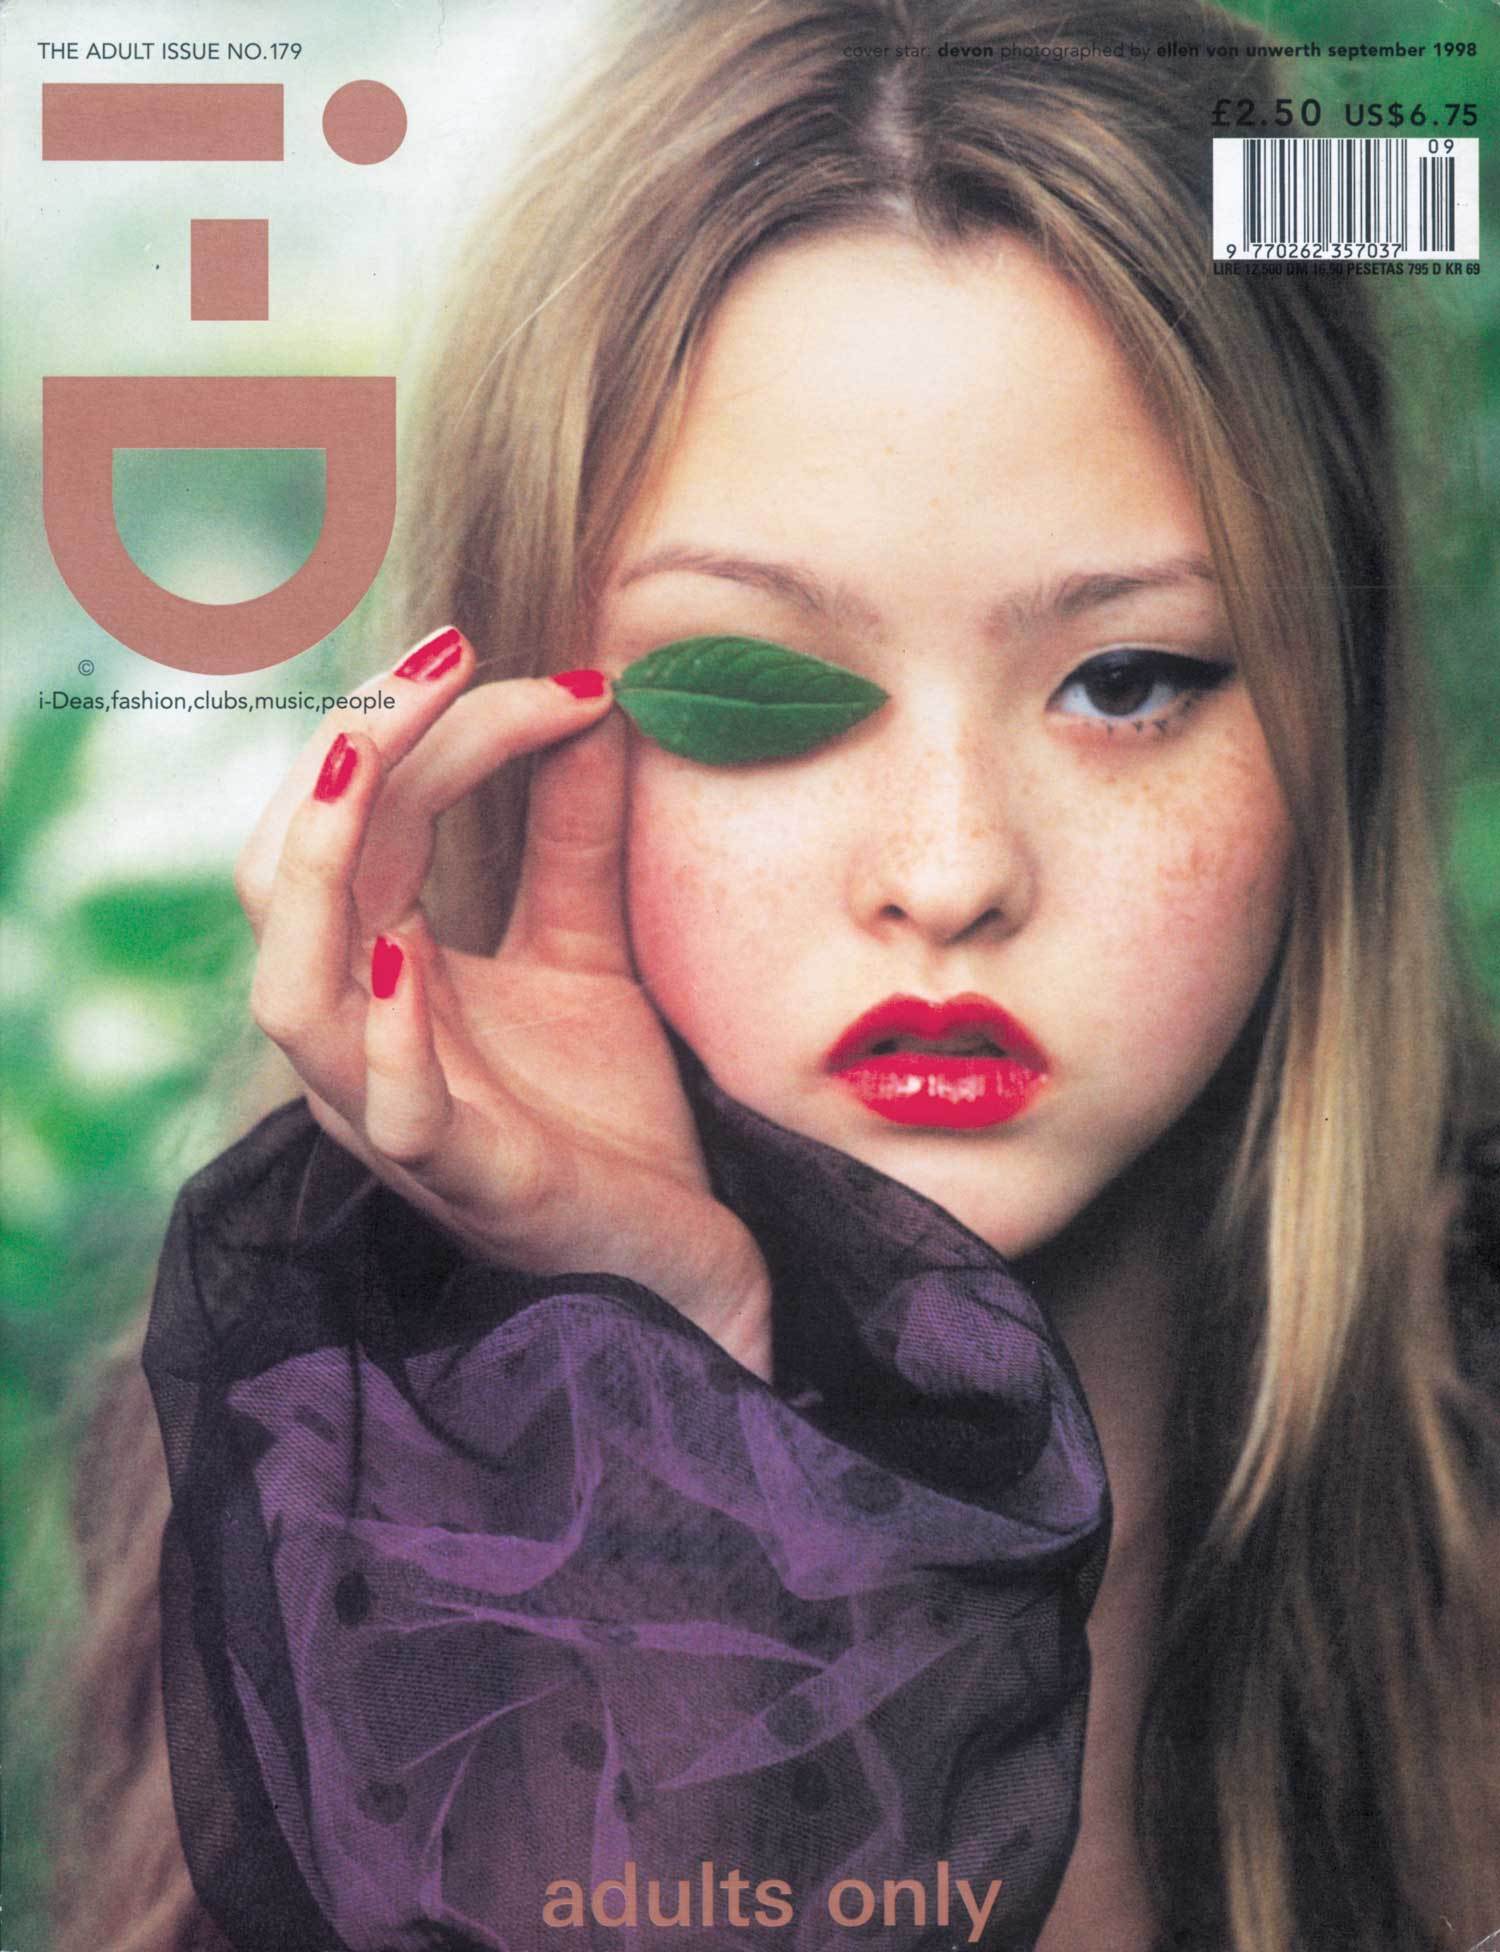 THE ADULT ISSUE NO.179
cover star: devon photographed by ellen von unwerth september 1998
£2.50 US$6.75
09
9 770262 357037
LIRE 12,500 DM 16,50 PESETAS 795 D KR 69
i-D
©
i-Deas,fashion,clubs,music,people
adults only